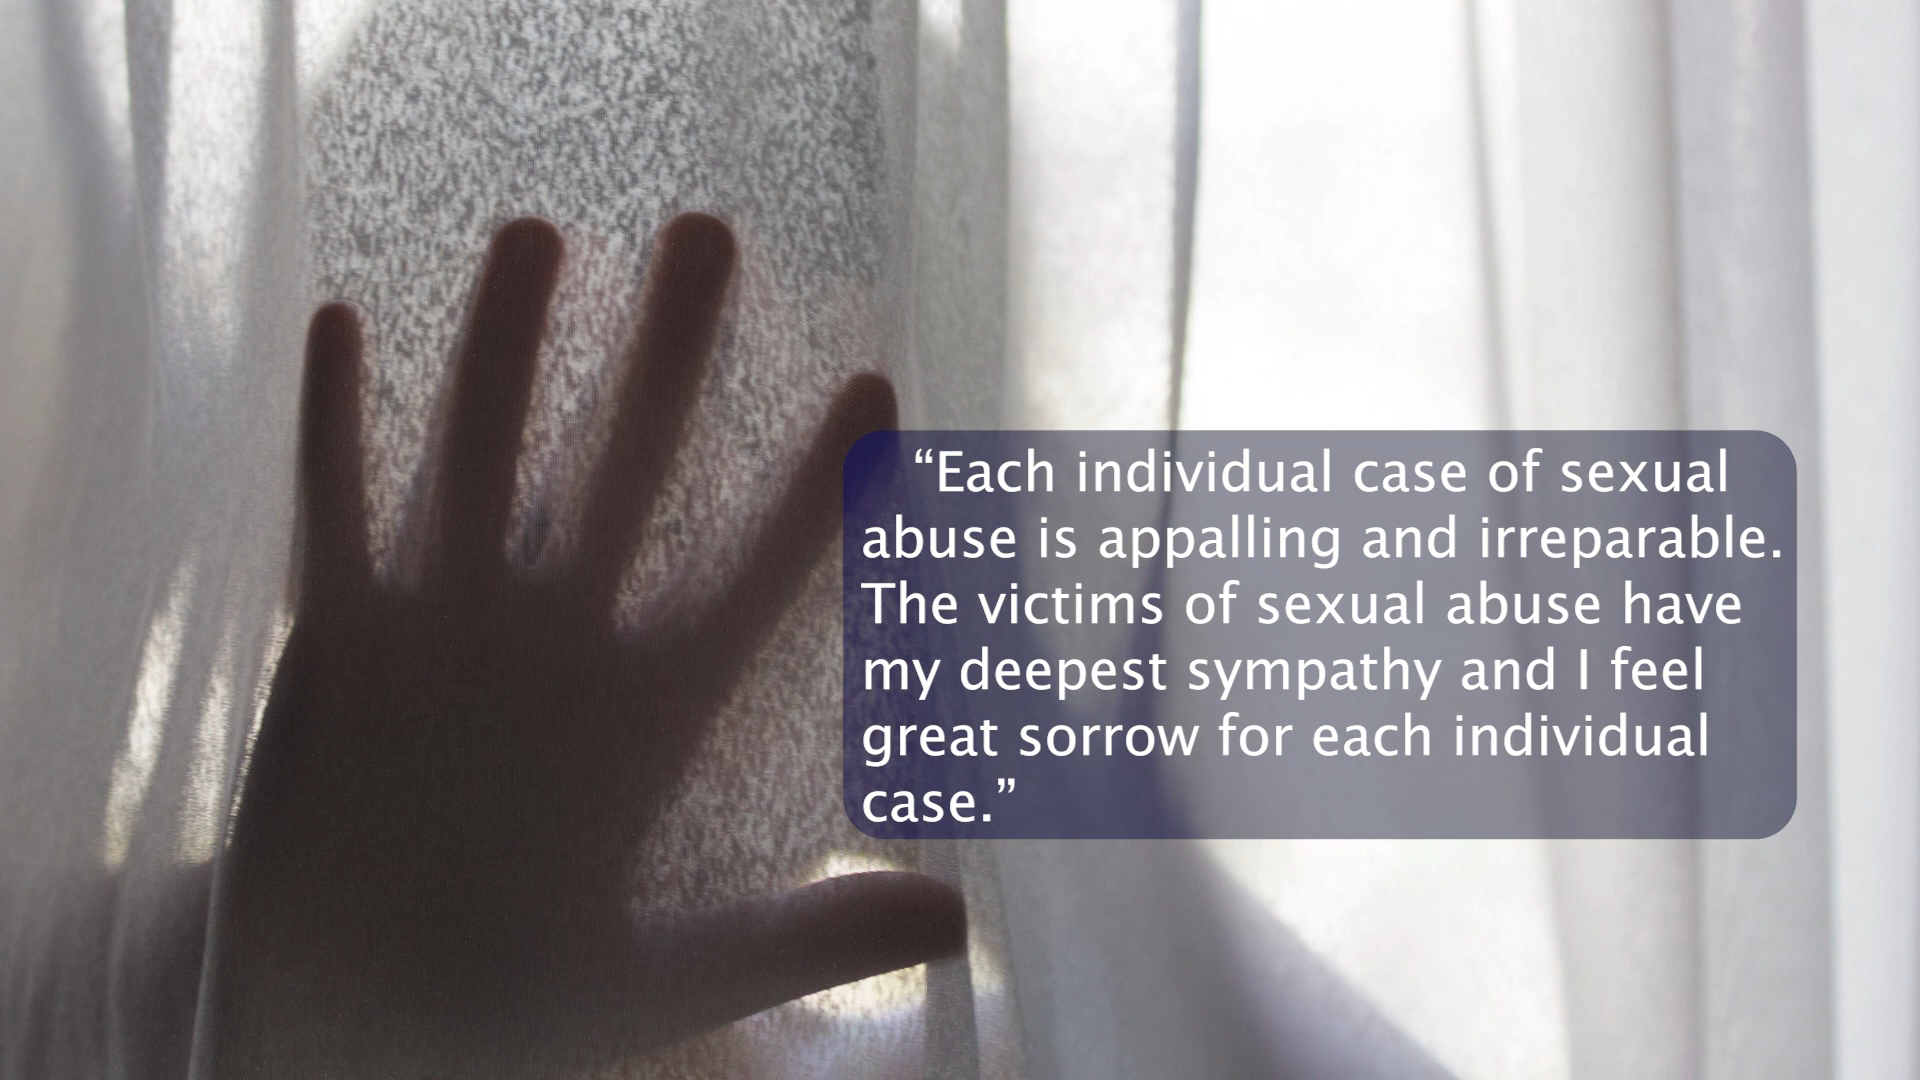 “Each individual case of sexual
abuse is appalling and irreparable.
The victims of sexual abuse have
my deepest sympathy and I feel
great sorrow for each individual
case.”